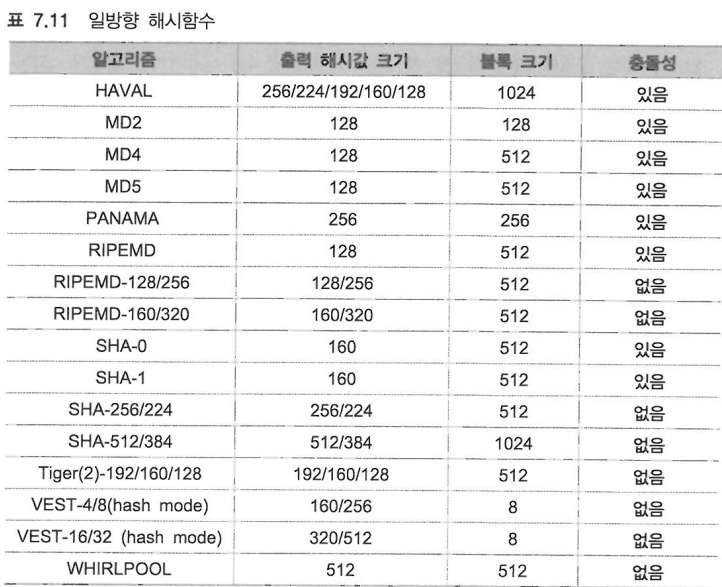 표 7.11 일방향 해시함수
알고리즘 출력 해시값 크기 블록 크기 충돌성
HAVAL 256/224/192/160/128 1024 있음
MD2 128 128 있음
MD4 128 512 있음
MD5 128 512 있음
PANAMA 256 256 있음
RIPEMD 128 512 있음
RIPEMD-128/256 128/256 512 없음
RIPEMD-160/320 160/320 512 없음
SHA-0 160 512 있음
SHA-1 160 512 있음
SHA-256/224 256/224 512 없음
SHA-512/384 512/384 1024 없음
Tiger(2)-192/160/128 192/160/128 512 없음
VEST-4/8(hash mode) 160/256 8 없음
VEST-16/32 (hash mode) 320/512 8 없음
WHIRLPOOL 512 512 없음